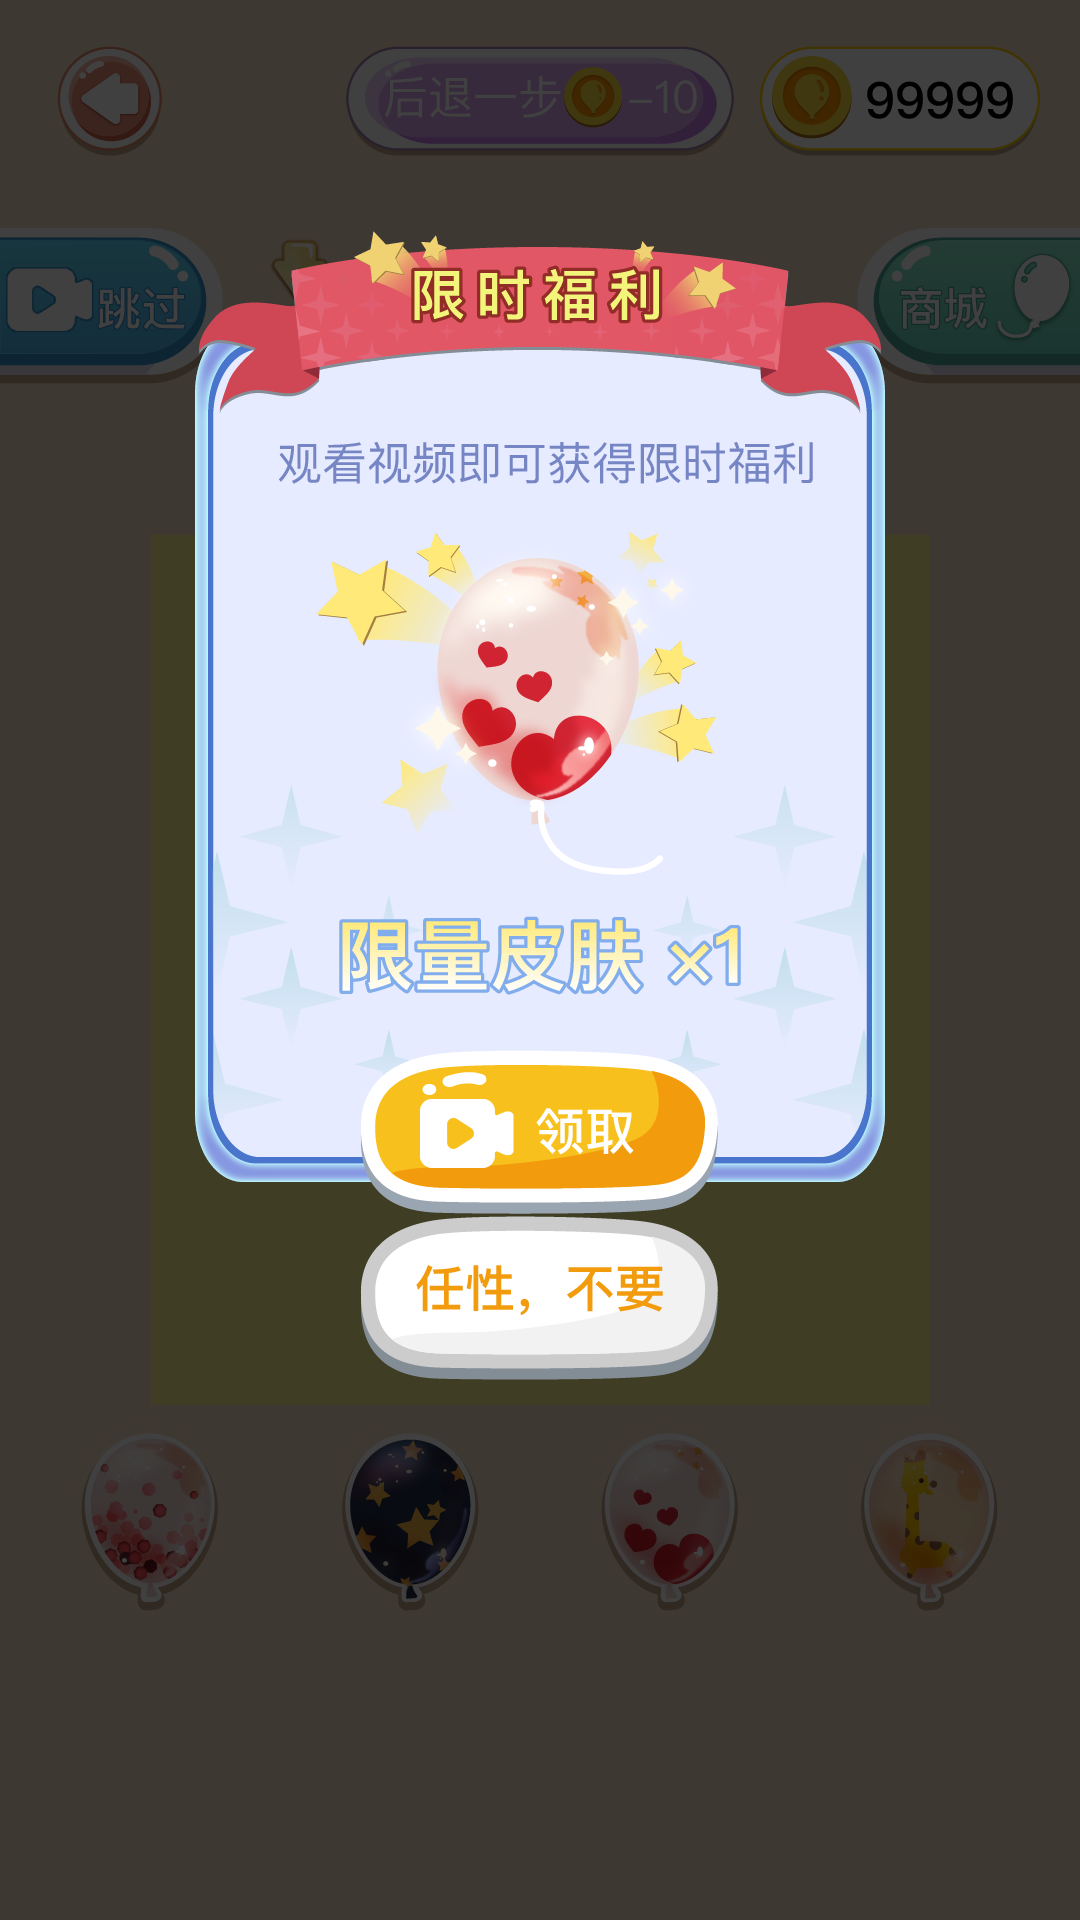 后退一步 -10
99999
跳过
商城
限时福利
观看视频即可获得限时福利
限量皮肤 ×1
领取
任性，不要